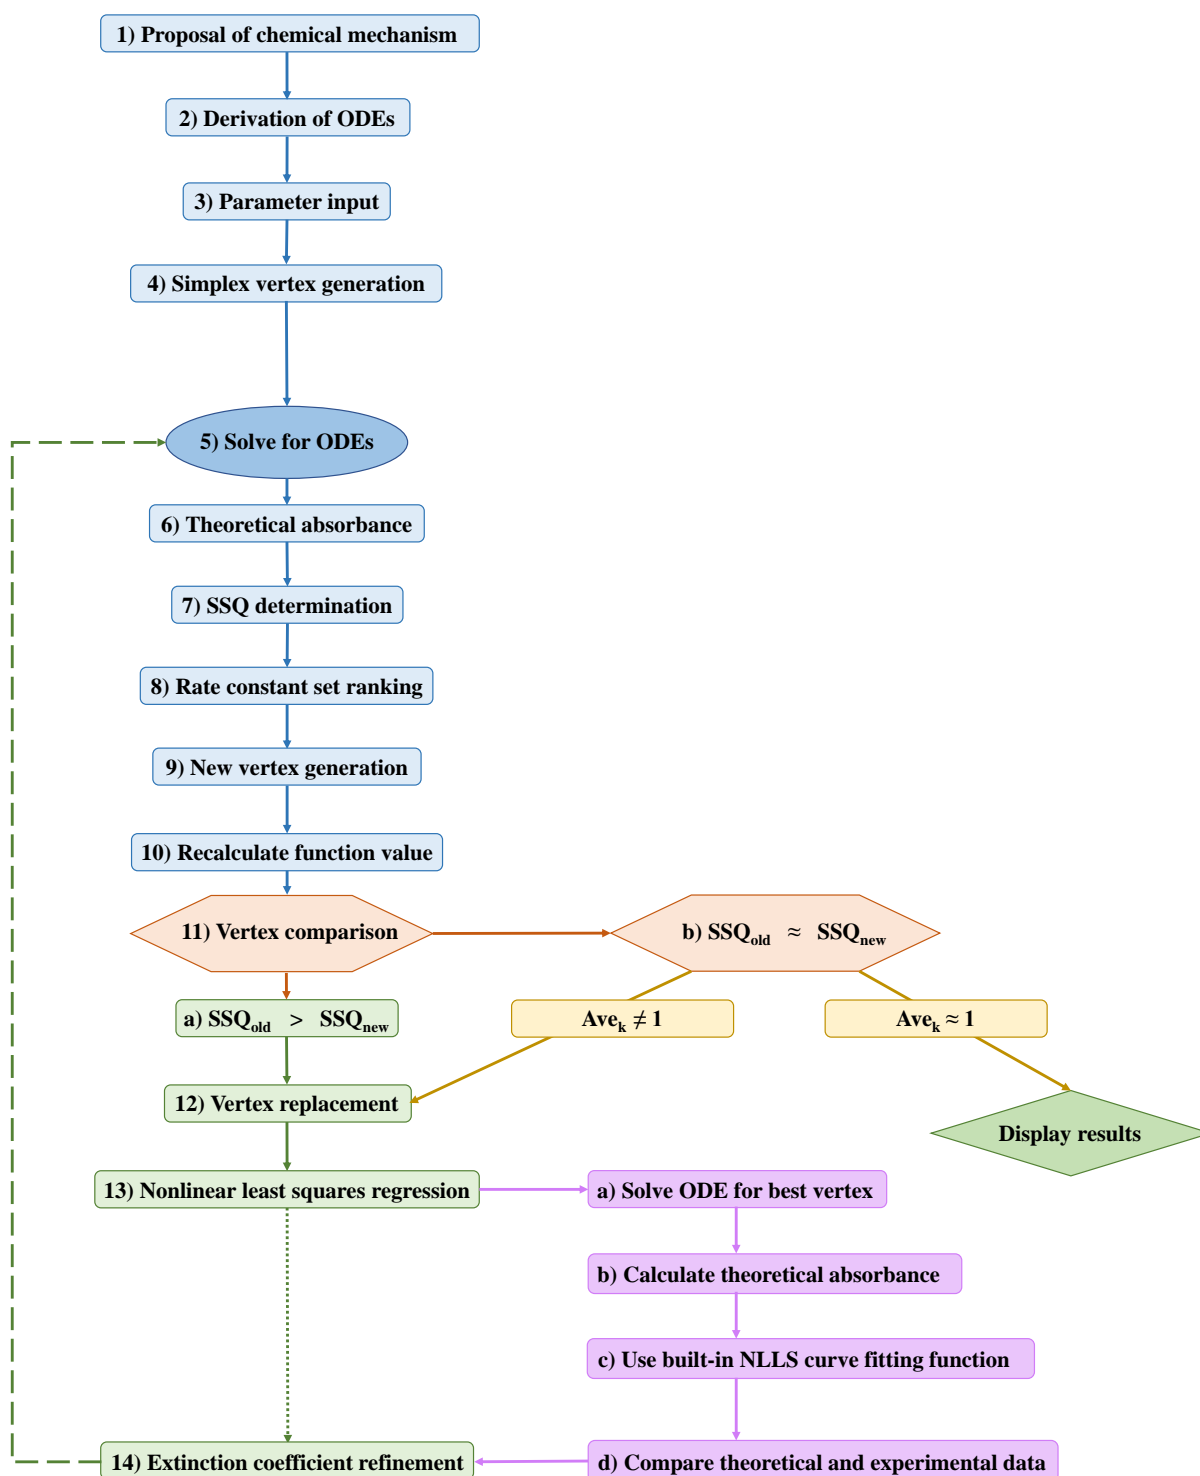 1) Proposal of chemical mechanism
2) Derivation of ODEs
3) Parameter input
4) Simplex vertex generation
5) Solve for ODEs
6) Theoretical absorbance
7) SSQ determination
8) Rate constant set ranking
9) New vertex generation
10) Recalculate function value
11) Vertex comparison
b) SSQold ≈ SSQnew
a) SSQold > SSQnew
Avek ≠ 1
Avek ≈ 1
12) Vertex replacement
Display results
13) Nonlinear least squares regression
a) Solve ODE for best vertex
b) Calculate theoretical absorbance
c) Use built-in NLLS curve fitting function
14) Extinction coefficient refinement
d) Compare theoretical and experimental data